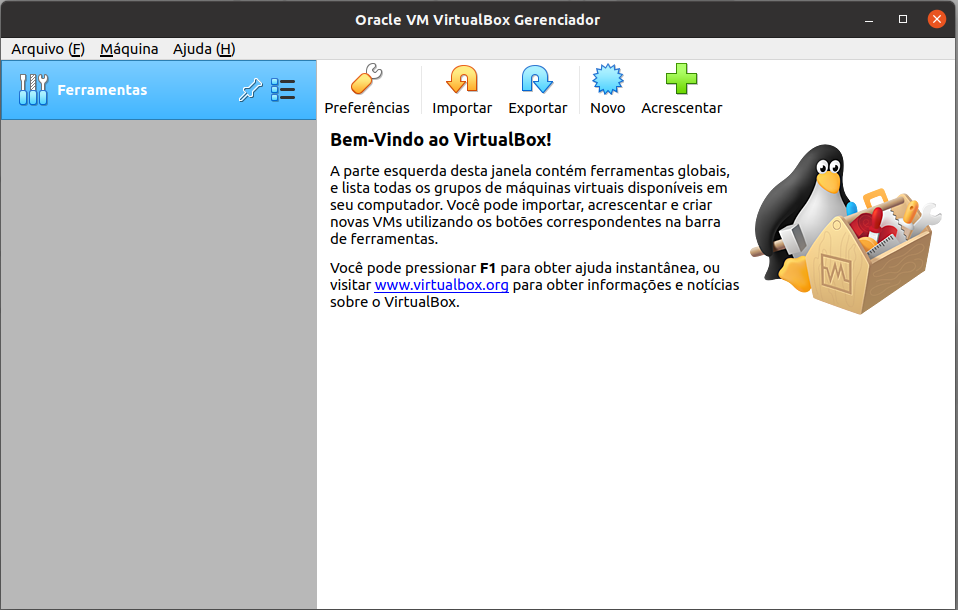 Oracle VM VirtualBox Gerenciador
Arquivo (F) Máquina Ajuda (H)
Ferramentas
Preferências Importar Exportar Novo Acrescentar
Bem-Vindo ao VirtualBox!
A parte esquerda desta janela contém ferramentas globais,
e lista todas os grupos de máquinas virtuais disponíveis em
seu computador. Você pode importar, acrescentar e criar
novas VMs utilizando os botões correspondentes na barra
de ferramentas.
Você pode pressionar F1 para obter ajuda instantânea, ou
visitar www.virtualbox.org para obter informações e notícias
sobre o VirtualBox.